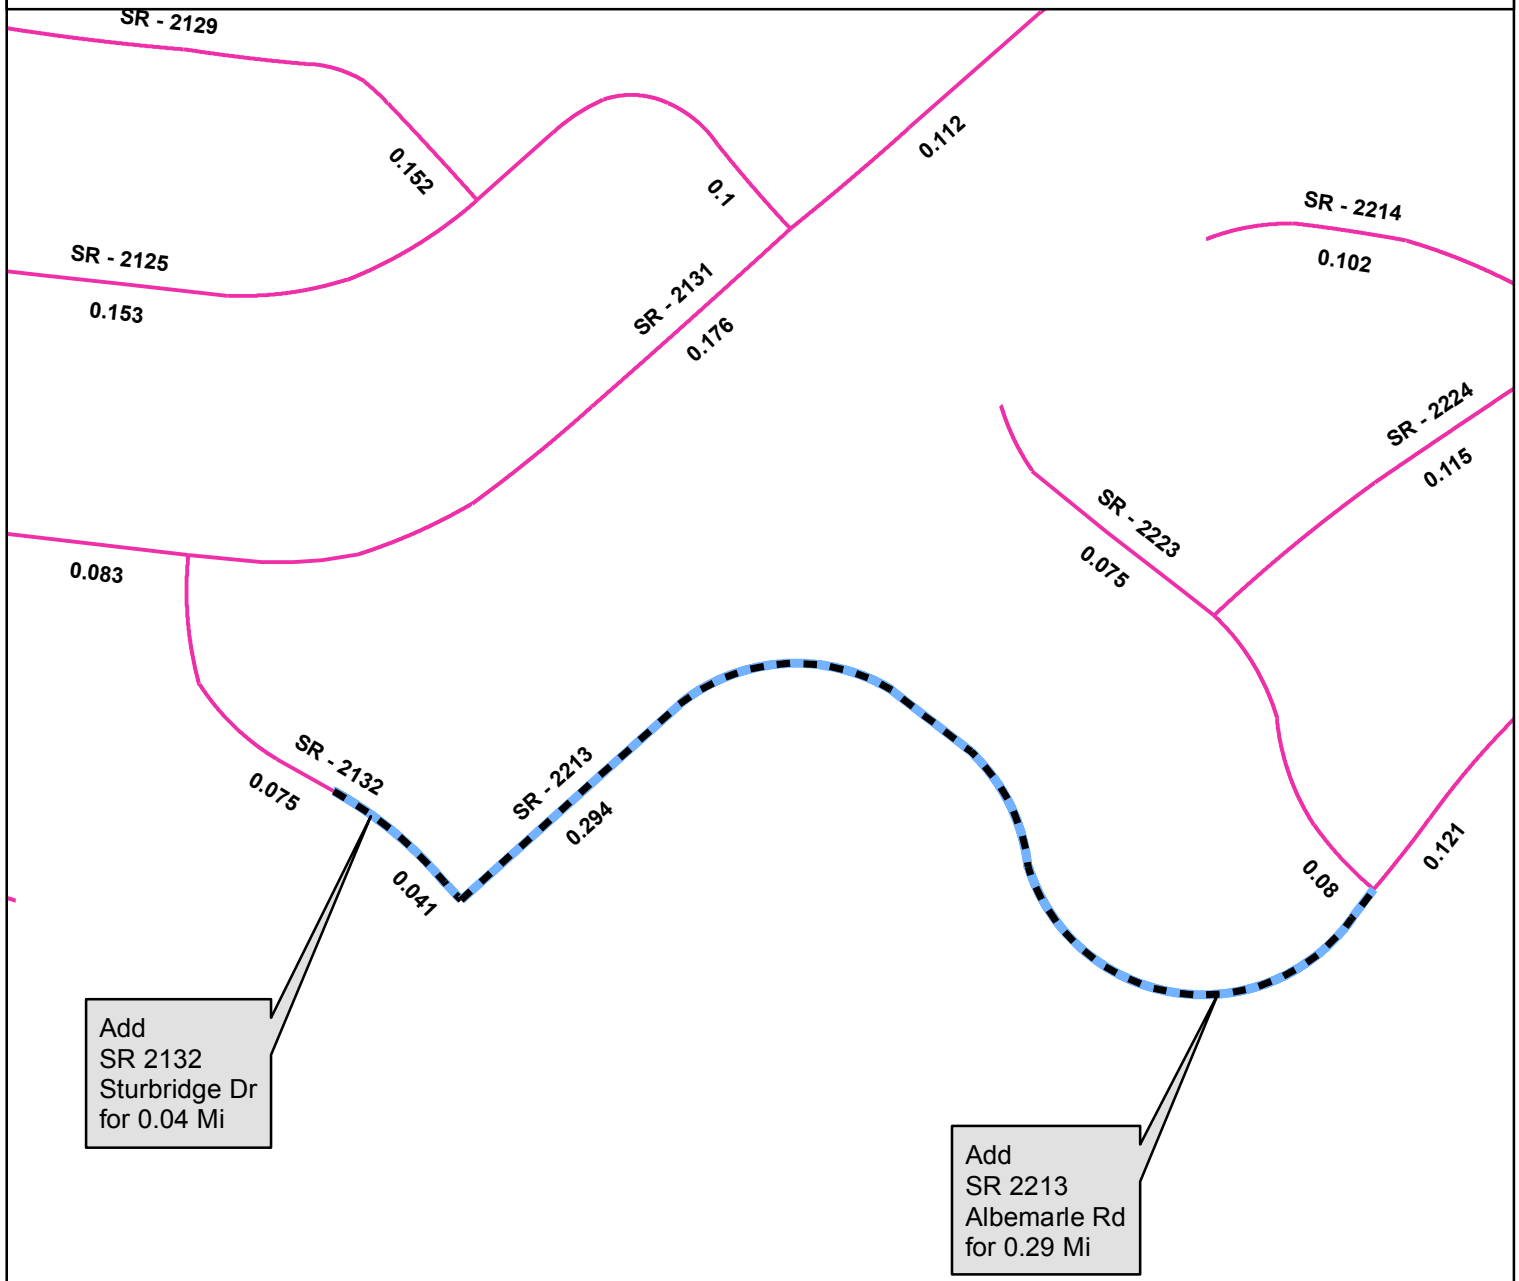 SR - 2129
0.152
0.112
0.1
SR - 2214
0.102
SR - 2125
0.153
SR - 2131
0.176
SR - 2224
0.115
SR - 2223
0.075
0.083
SR - 2132
0.075
SR - 2213
0.294
0.041
0.121
0.08
Add
SR 2132
Sturbridge Dr
for 0.04 Mi
Add
SR 2213
Albemarle Rd
for 0.29 Mi